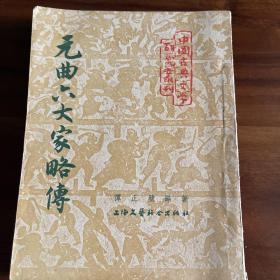 元曲六大家略傳
中國古典文學
研究叢刊
譚正璧編著
上海文藝聯合出版社